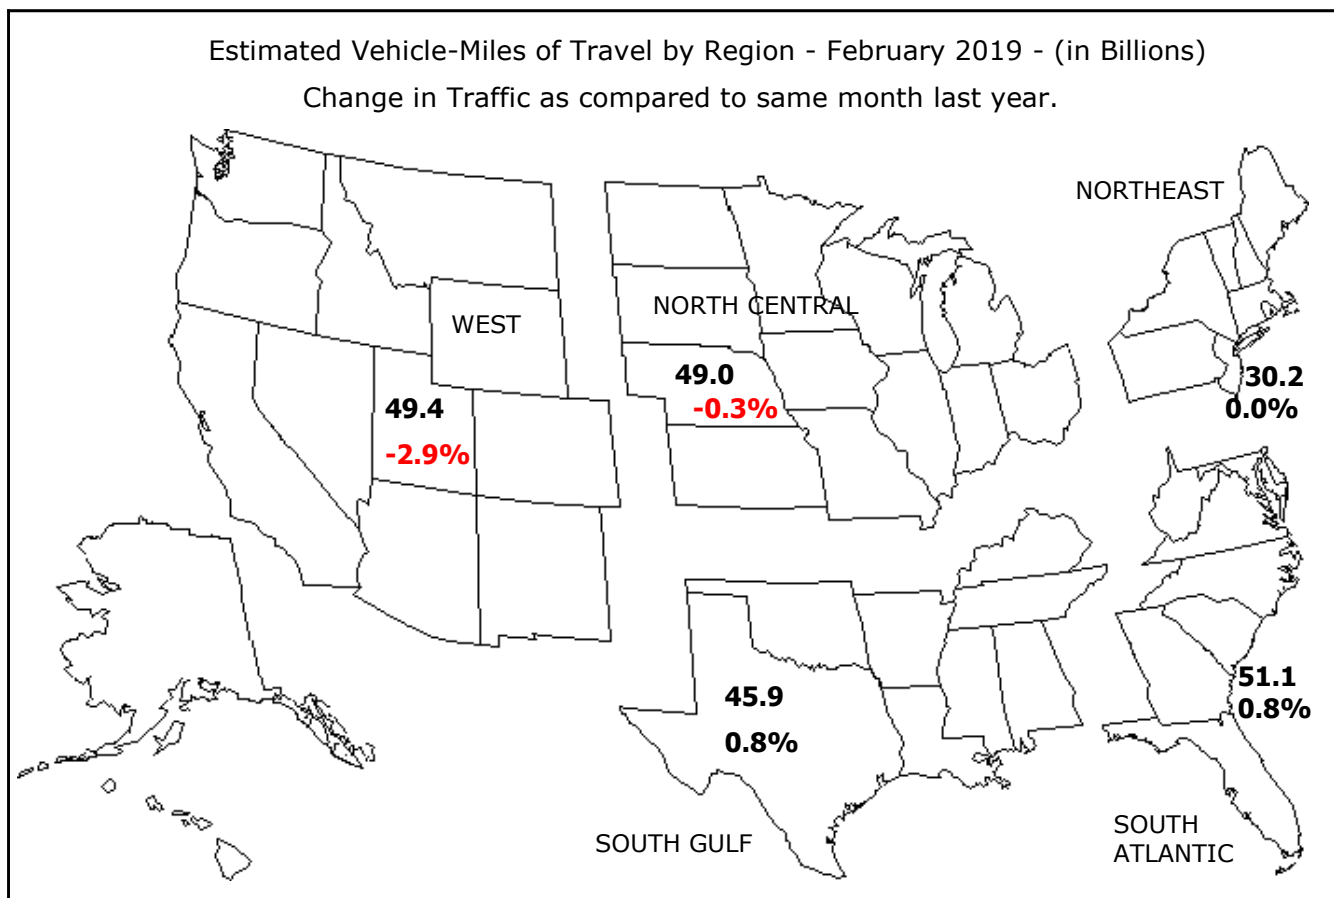 Estimated Vehicle-Miles of Travel by Region - February 2019 - (in Billions)
Change in Traffic as compared to same month last year.
NORTHEAST
30.2
0.0%
NORTH CENTRAL
49.0
-0.3%
WEST
49.4
-2.9%
45.9
0.8%
SOUTH GULF
51.1
0.8%
SOUTH
ATLANTIC